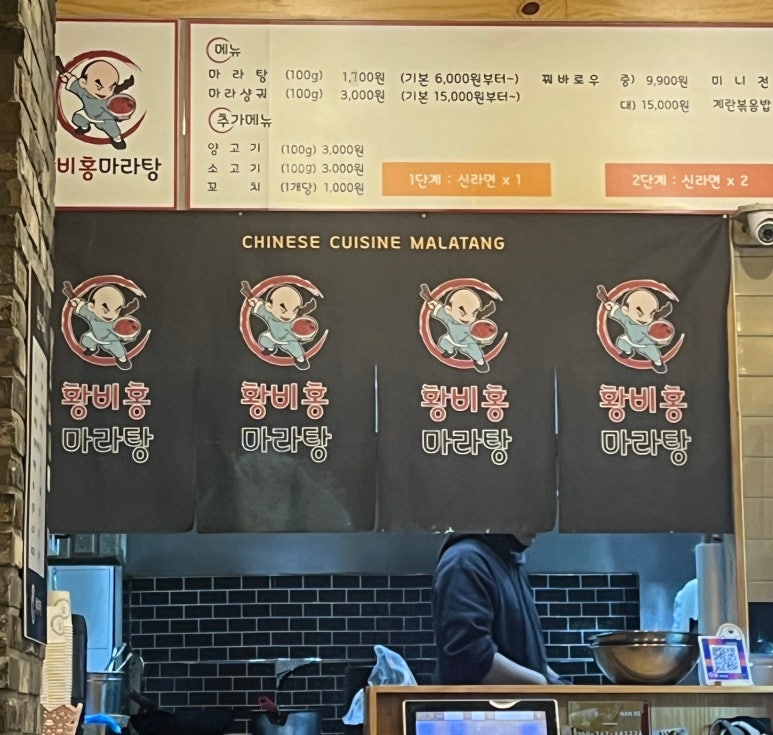 메뉴
마라탕 (100g) 1,700원 (기본 6,000원부터~) 꿔바로우 중) 9,900원 미니전
마라샹궈 (100g) 3,000원 (기본 15,000원부터~) 대) 15,000원 계란볶음밥
추가메뉴
양고기 (100g) 3,000원
소고기 (100g) 3,000원
꼬치 (1개당) 1,000원
1단계 : 신라면 x 1 2단계 : 신라면 x 2
비홍마라탕
CHINESE CUISINE MALATANG
황비홍 황비홍 황비홍 황비홍
마라탕 마라탕 마라탕 마라탕